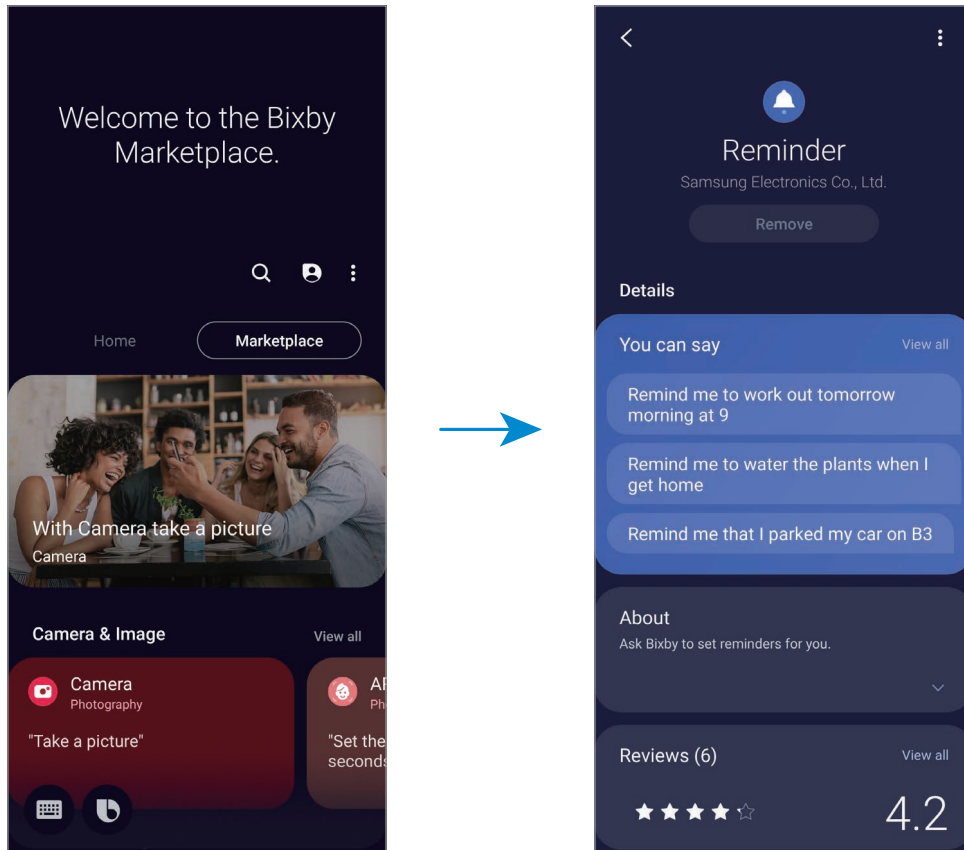 Welcome to the Bixby
Marketplace.
Home
Marketplace
With Camera take a picture
Camera
Camera & Image
View all
Camera
Photography
"Take a picture"
"Set the
seconds
Reminder
Samsung Electronics Co., Ltd.
Remove
Details
You can say
View all
Remind me to work out tomorrow
morning at 9
Remind me to water the plants when I
get home
Remind me that I parked my car on B3
About
Ask Bixby to set reminders for you.
Reviews (6)
View all
4.2